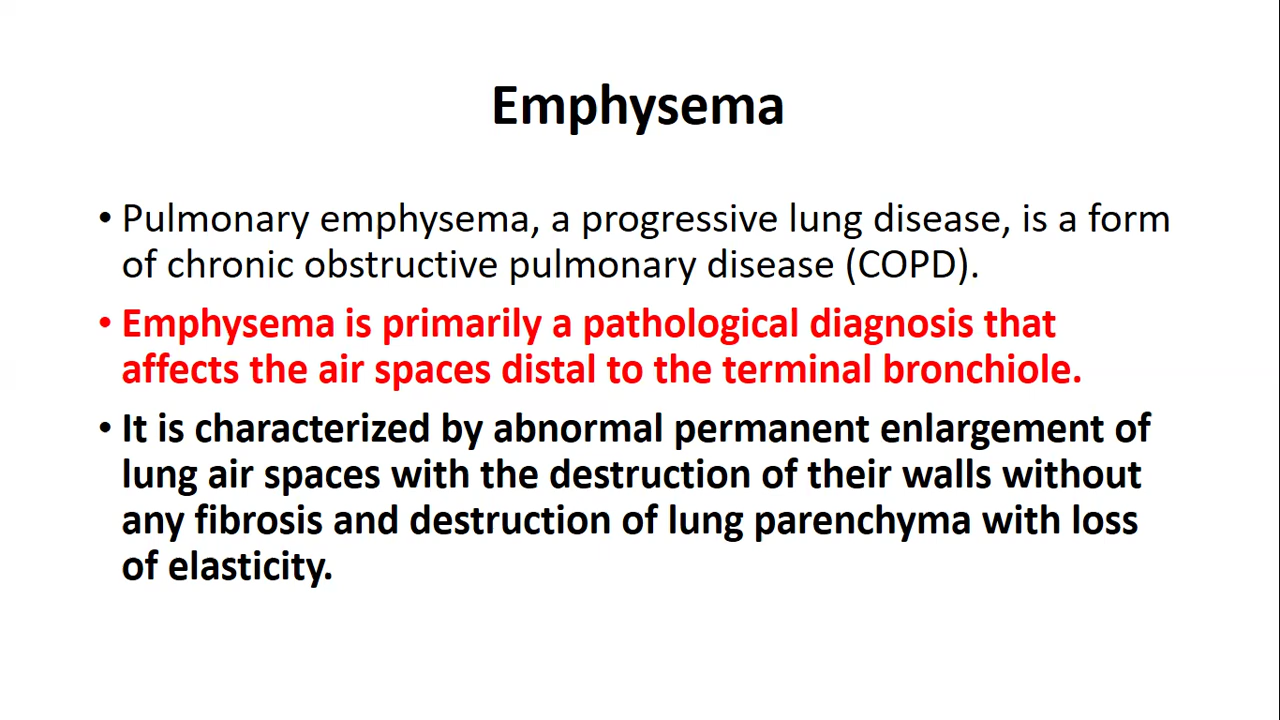 Emphysema
• Pulmonary emphysema, a progressive lung disease, is a form
of chronic obstructive pulmonary disease (COPD).
• Emphysema is primarily a pathological diagnosis that
affects the air spaces distal to the terminal bronchiole.
• It is characterized by abnormal permanent enlargement of
lung air spaces with the destruction of their walls without
any fibrosis and destruction of lung parenchyma with loss
of elasticity.